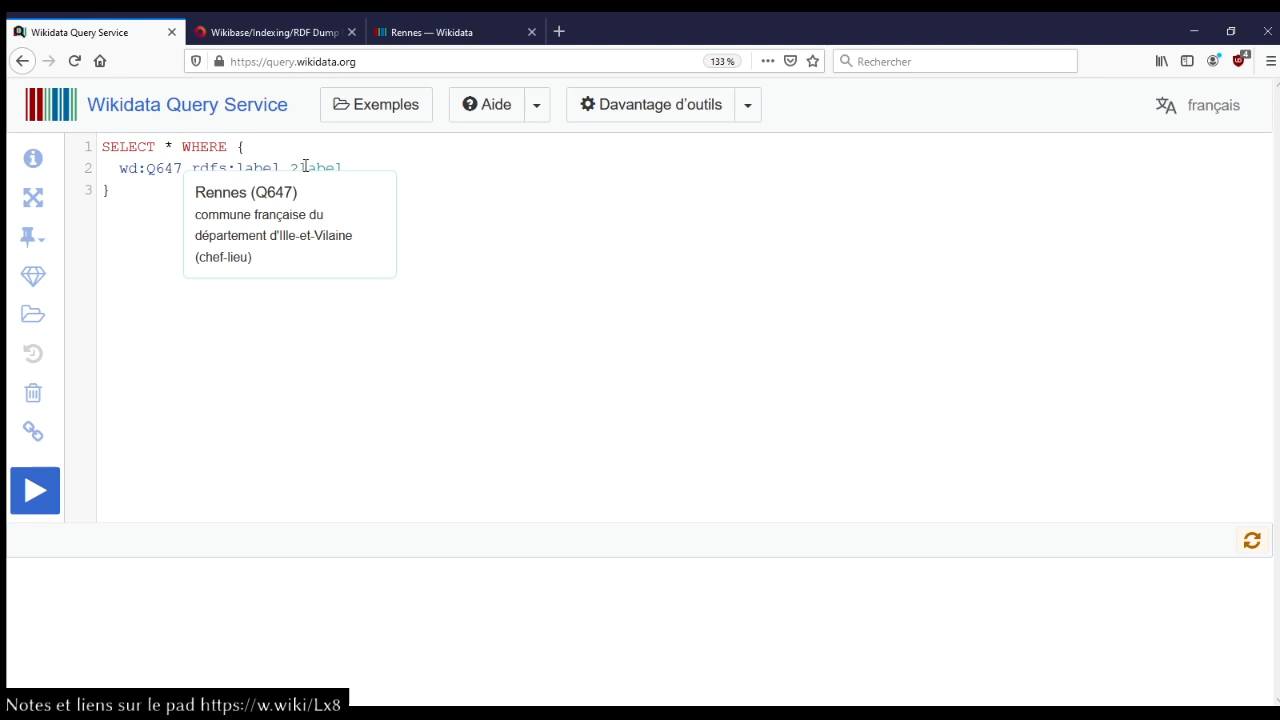 Wikidata Query Service
Wikibase/Indexing/RDF Dump
Rennes — Wikidata
https://query.wikidata.org
133 %
Rechercher
4
Wikidata Query Service
Exemples
Aide
Davantage d'outils
français
1 SELECT * WHERE {
2 wd:Q647 rdfs:label ?label
3 }
Rennes (Q647)
commune française du
département d'Ille-et-Vilaine
(chef-lieu)
Notes et liens sur le pad https://w.wiki/Lx8